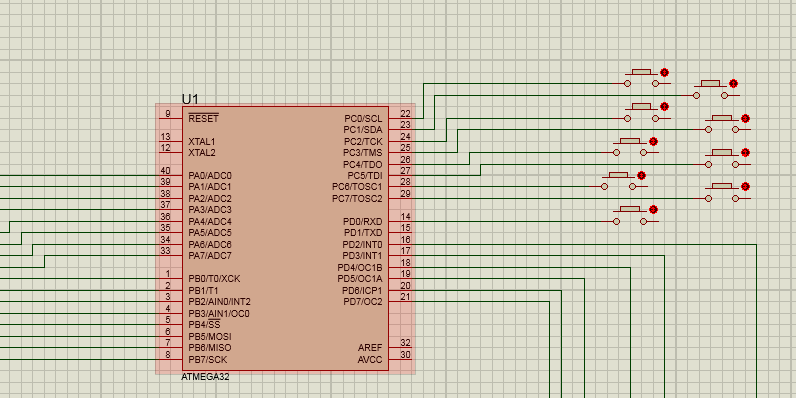 U1
9 RESET
13 XTAL1
12 XTAL2
40 PA0/ADC0
39 PA1/ADC1
38 PA2/ADC2
37 PA3/ADC3
36 PA4/ADC4
35 PA5/ADC5
34 PA6/ADC6
33 PA7/ADC7
1 PB0/T0/XCK
2 PB1/T1
3 PB2/AIN0/INT2
4 PB3/AIN1/OC0
5 PB4/SS
6 PB5/MOSI
7 PB6/MISO
8 PB7/SCK
PC0/SCL 22
PC1/SDA 23
PC2/TCK 24
PC3/TMS 25
PC4/TDO 26
PC5/TDI 27
PC6/TOSC1 28
PC7/TOSC2 29
PD0/RXD 14
PD1/TXD 15
PD2/INT0 16
PD3/INT1 17
PD4/OC1B 18
PD5/OC1A 19
PD6/ICP1 20
PD7/OC2 21
AREF 32
AVCC 30
ATMEGA32